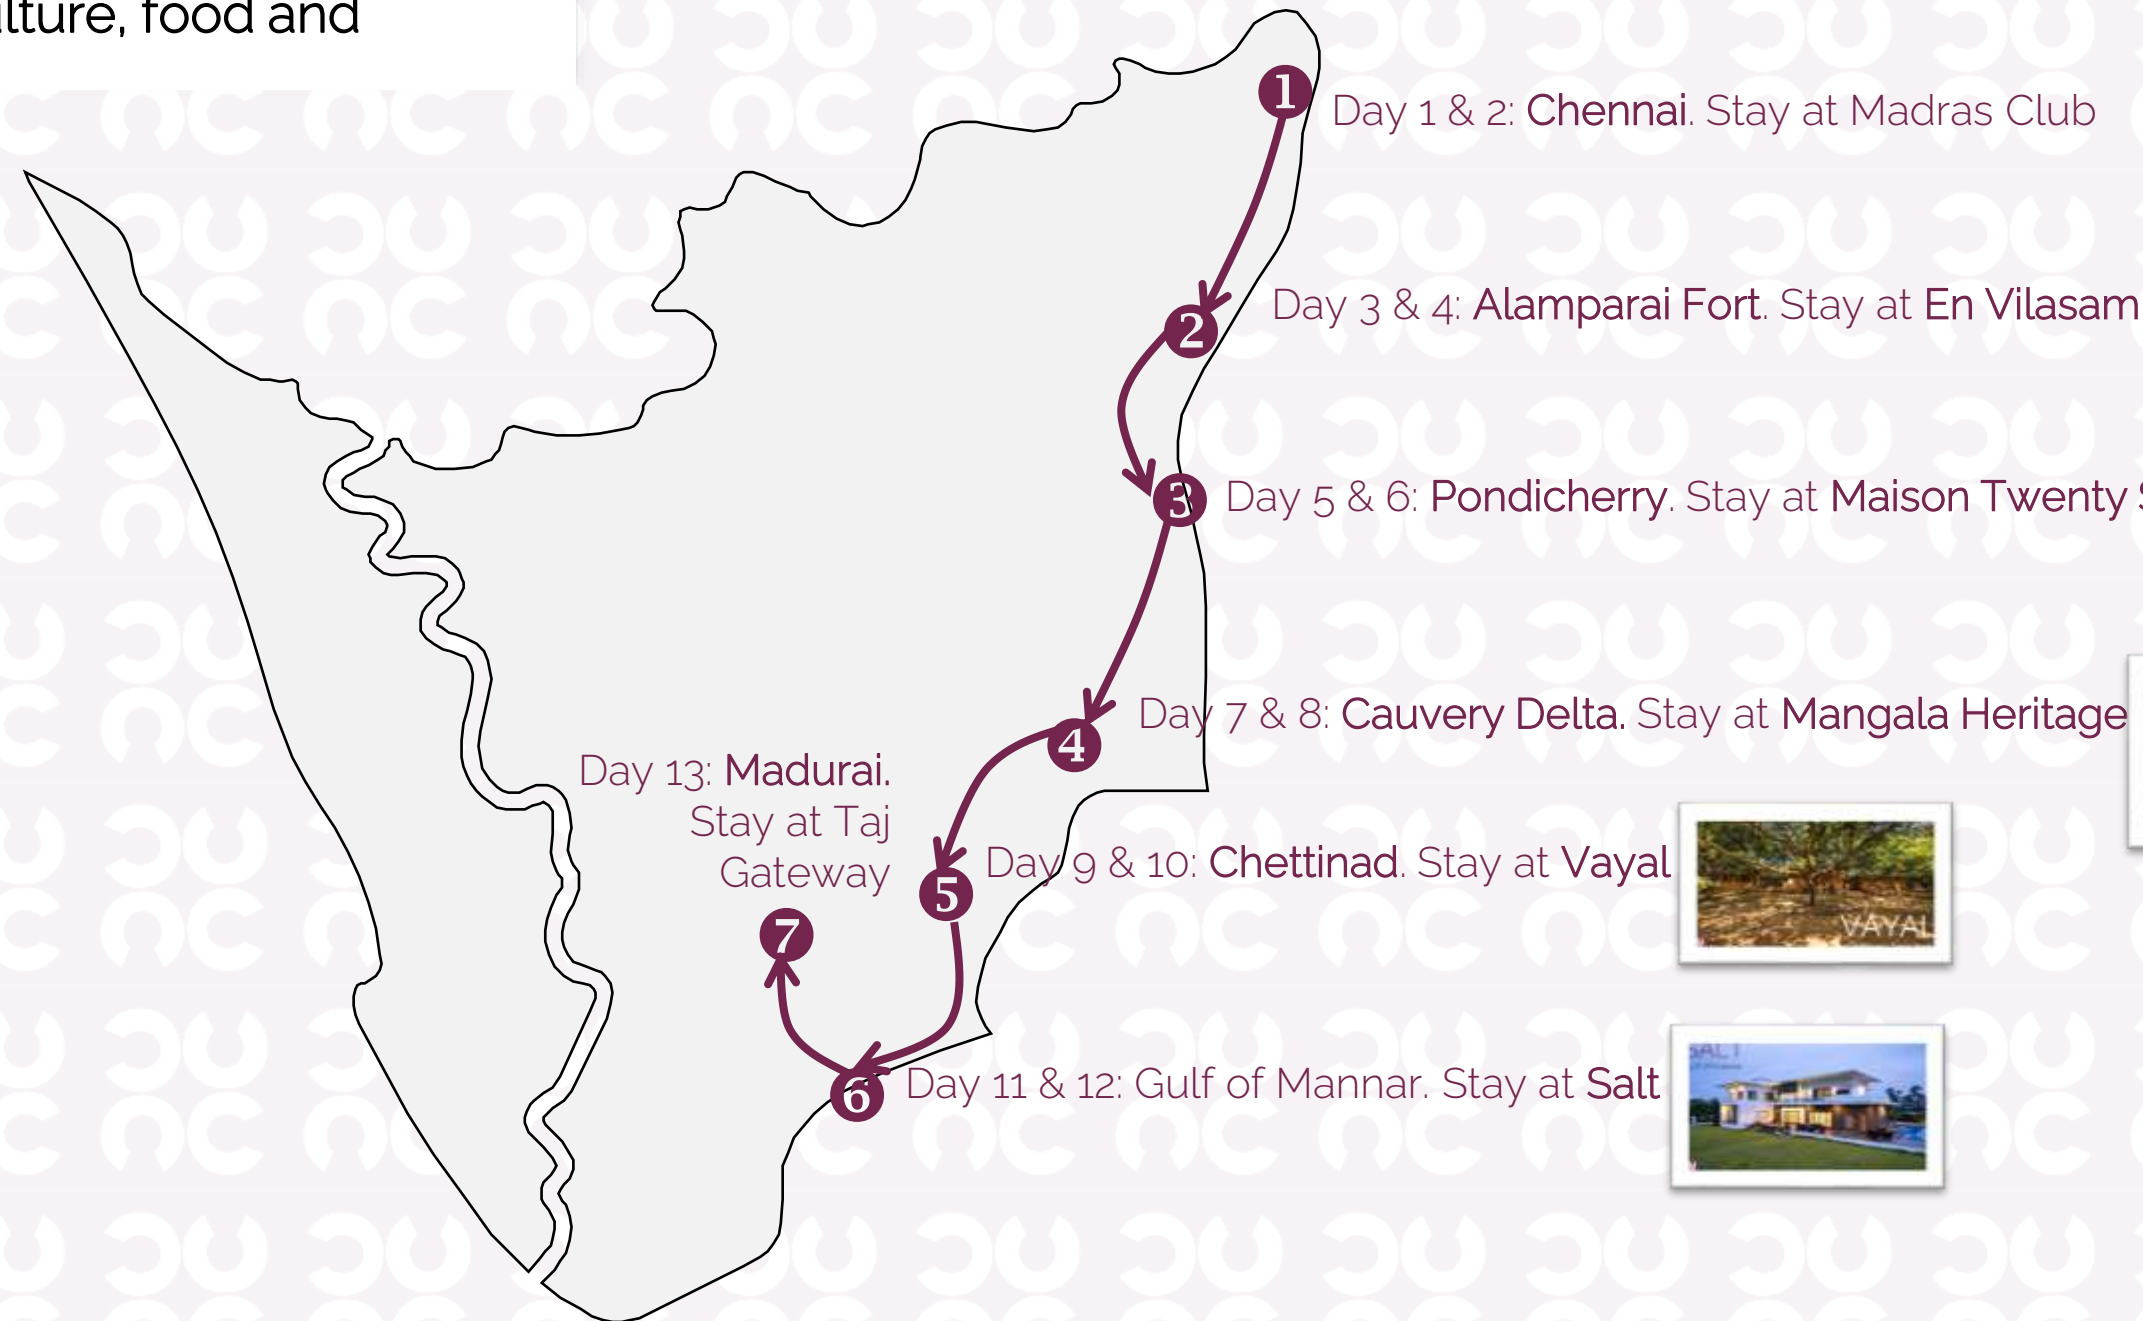 culture, food and
1
Day 1 & 2: Chennai. Stay at Madras Club
2
Day 3 & 4: Alamparai Fort. Stay at En Vilasam
3
Day 5 & 6: Pondicherry. Stay at Maison Twenty
4
Day 7 & 8: Cauvery Delta. Stay at Mangala Heritage
Day 13: Madurai.
Stay at Taj
Gateway
7
5
Day 9 & 10: Chettinad. Stay at Vayal
VAYAL
6
Day 11 & 12: Gulf of Mannar. Stay at Salt
SALT